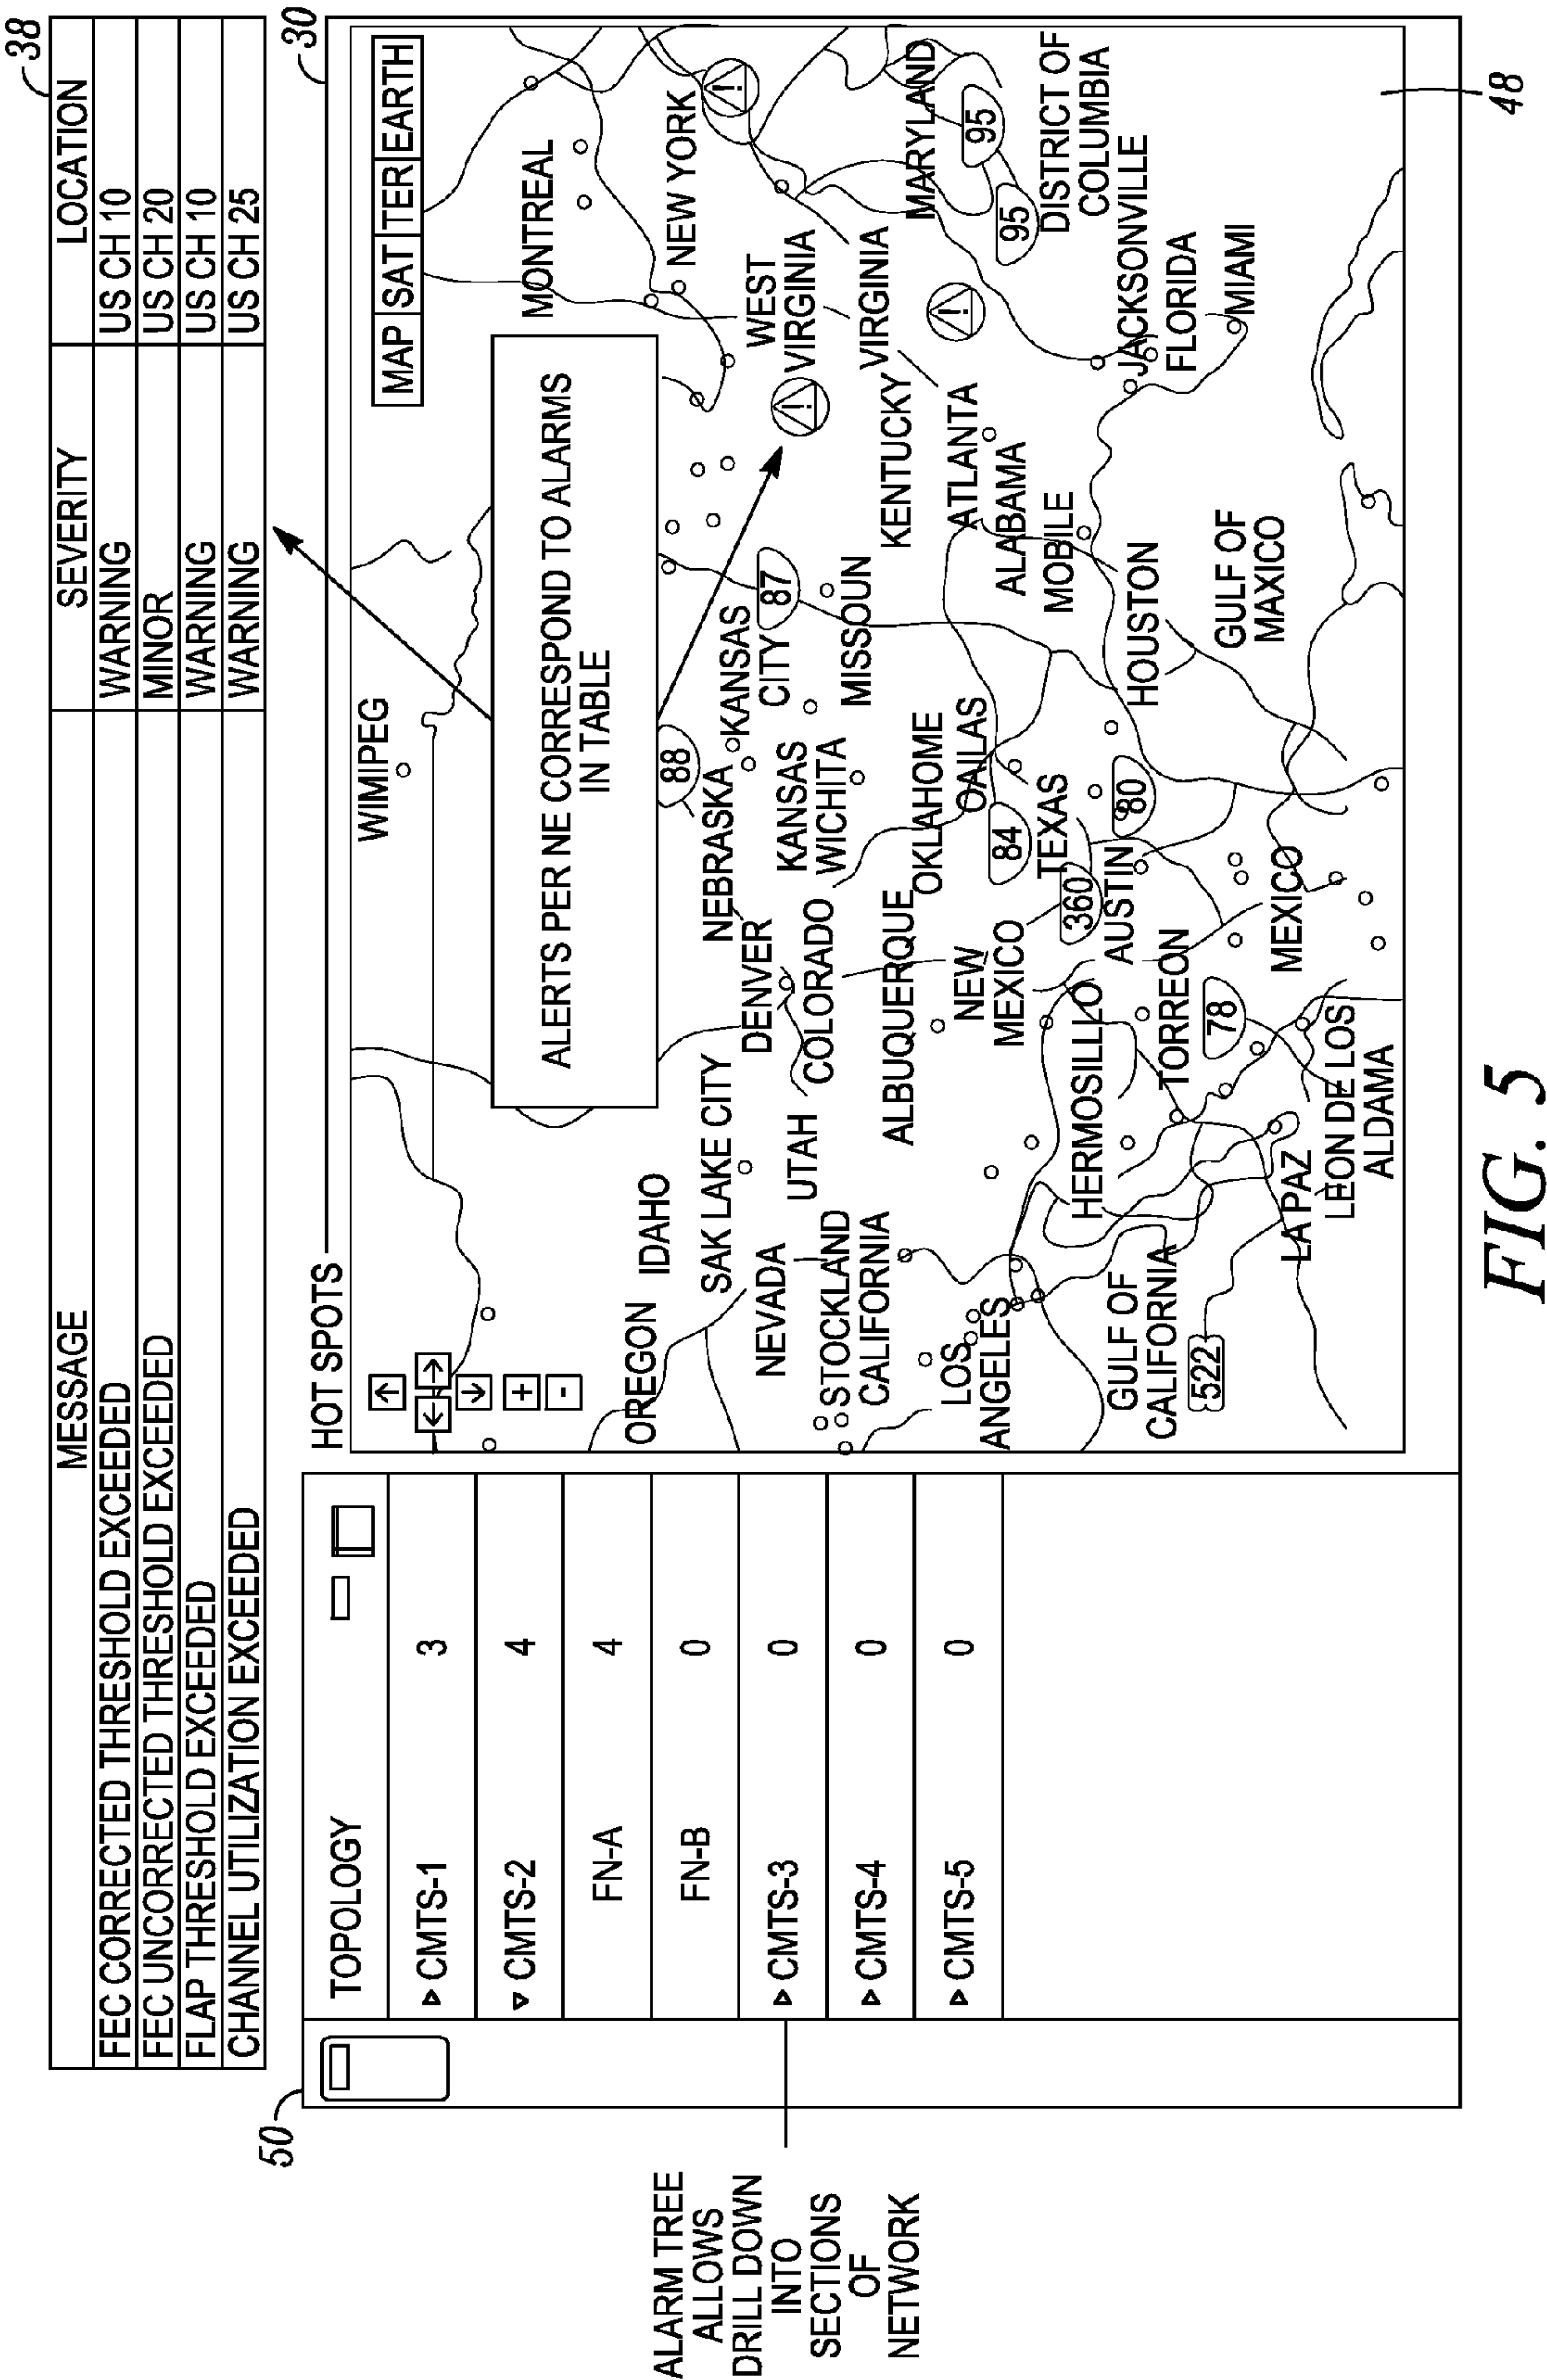 38
MESSAGE SEVERITY LOCATION
FEC CORRECTED THRESHOLD EXCEEDED WARNING US CH 10
FEC UNCORRECTED THRESHOLD EXCEEDED MINOR US CH 20
FLAP THRESHOLD EXCEEDED WARNING US CH 10
CHANNEL UTILIZATION EXCEEDED WARNING US CH 25
50
30
HOT SPOTS
TOPOLOGY
▷ CMTS-1 3
▽ CMTS-2 4
FN-A 4
FN-B 0
▷ CMTS-3 0
▷ CMTS-4 0
▷ CMTS-5 0
ALARM TREE
ALLOWS
DRILL DOWN
INTO
SECTIONS
OF
NETWORK
MAP SAT TER EARTH
↑
← →
↓
+
-
WIMIPEG
MONTREAL
ALERTS PER NE CORRESPOND TO ALARMS
IN TABLE
OREGON
IDAHO
88
NEW YORK
!
SAK LAKE CITY
NEBRASKA
KANSAS
CITY
87
WEST
VIRGINIA
!
NEVADA
DENVER
UTAH
COLORADO
KANSAS
WICHITA
MISSOUN
STOCKLAND
CALIFORNIA
VIRGINIA
KENTUCKY
MARYLAND
95
ALBUQUERQUE
OKLAHOME
ATLANTA
!
95
LOS
ANGELES
NEW
MEXICO
OAILAS
84
ALABAMA
DISTRICT OF
COLUMBIA
TEXAS
MOBILE
360
HERMOSILLLO
AUSTIN
80
HOUSTON
JACKSONVILLE
FLORIDA
MIAMI
GULF OF
CALIFORNIA
TORREON
78
522
GULF OF
MAXICO
MEXICO
LA PAZ
LEON DE LOS
ALDAMA
48
FIG. 5